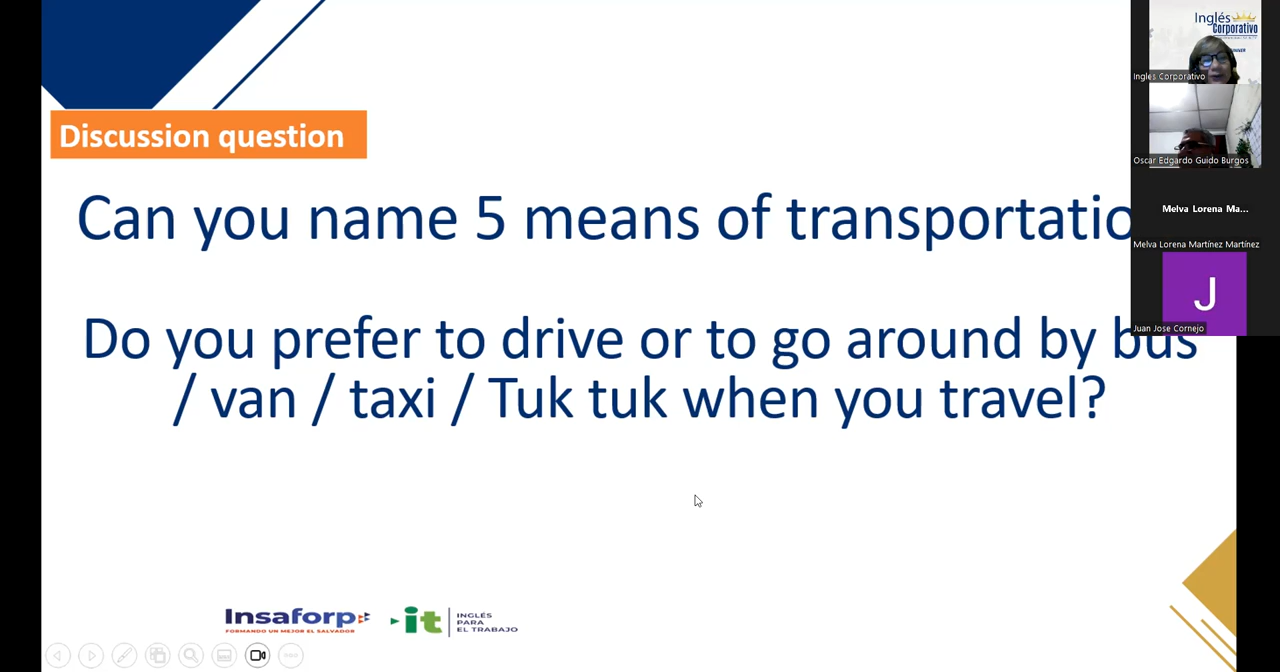 Discussion question
Can you name 5 means of transportatio
Do you prefer to drive or to go around by bus
/ van / taxi / Tuk tuk when you travel?
Insaforp
FORMANDO UN MEJOR EL SALVADOR
it
INGLÉS
PARA
EL TRABAJO
Inglés
Corporativo
Ingles Corporativo
Oscar Edgardo Guido Burgos
Melva Lorena Ma...
Melva Lorena Martínez Martínez
J
Juan Jose Cornejo